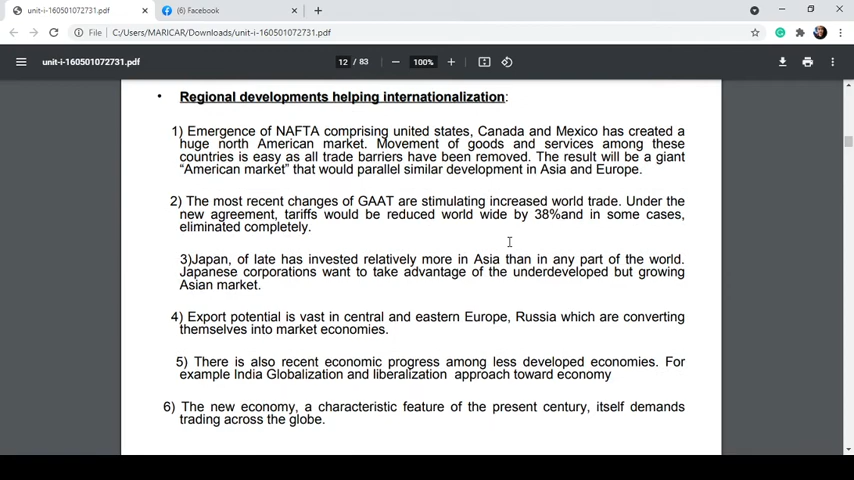 unit-i-160501072731.pdf
(6) Facebook
File
C:/Users/MARICAR/Downloads/unit-i-160501072731.pdf
unit-i-160501072731.pdf
12 / 83
100%
• Regional developments helping internationalization:
1) Emergence of NAFTA comprising united states, Canada and Mexico has created a
huge north American market. Movement of goods and services among these
countries is easy as all trade barriers have been removed. The result will be a giant
“American market” that would parallel similar development in Asia and Europe.
2) The most recent changes of GAAT are stimulating increased world trade. Under the
new agreement, tariffs would be reduced world wide by 38%and in some cases,
eliminated completely.
3)Japan, of late has invested relatively more in Asia than in any part of the world.
Japanese corporations want to take advantage of the underdeveloped but growing
Asian market.
4) Export potential is vast in central and eastern Europe, Russia which are converting
themselves into market economies.
5) There is also recent economic progress among less developed economies. For
example India Globalization and liberalization approach toward economy
6) The new economy, a characteristic feature of the present century, itself demands
trading across the globe.